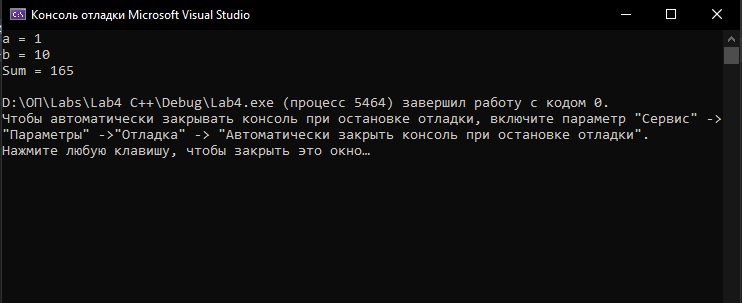 Консоль отладки Microsoft Visual Studio
a = 1
b = 10
Sum = 165
D:\ОП\Labs\Lab4 C++\Debug\Lab4.exe (процесс 5464) завершил работу с кодом 0.
Чтобы автоматически закрывать консоль при остановке отладки, включите параметр "Сервис" ->
"Параметры" ->"Отладка" -> "Автоматически закрыть консоль при остановке отладки".
Нажмите любую клавишу, чтобы закрыть это окно…